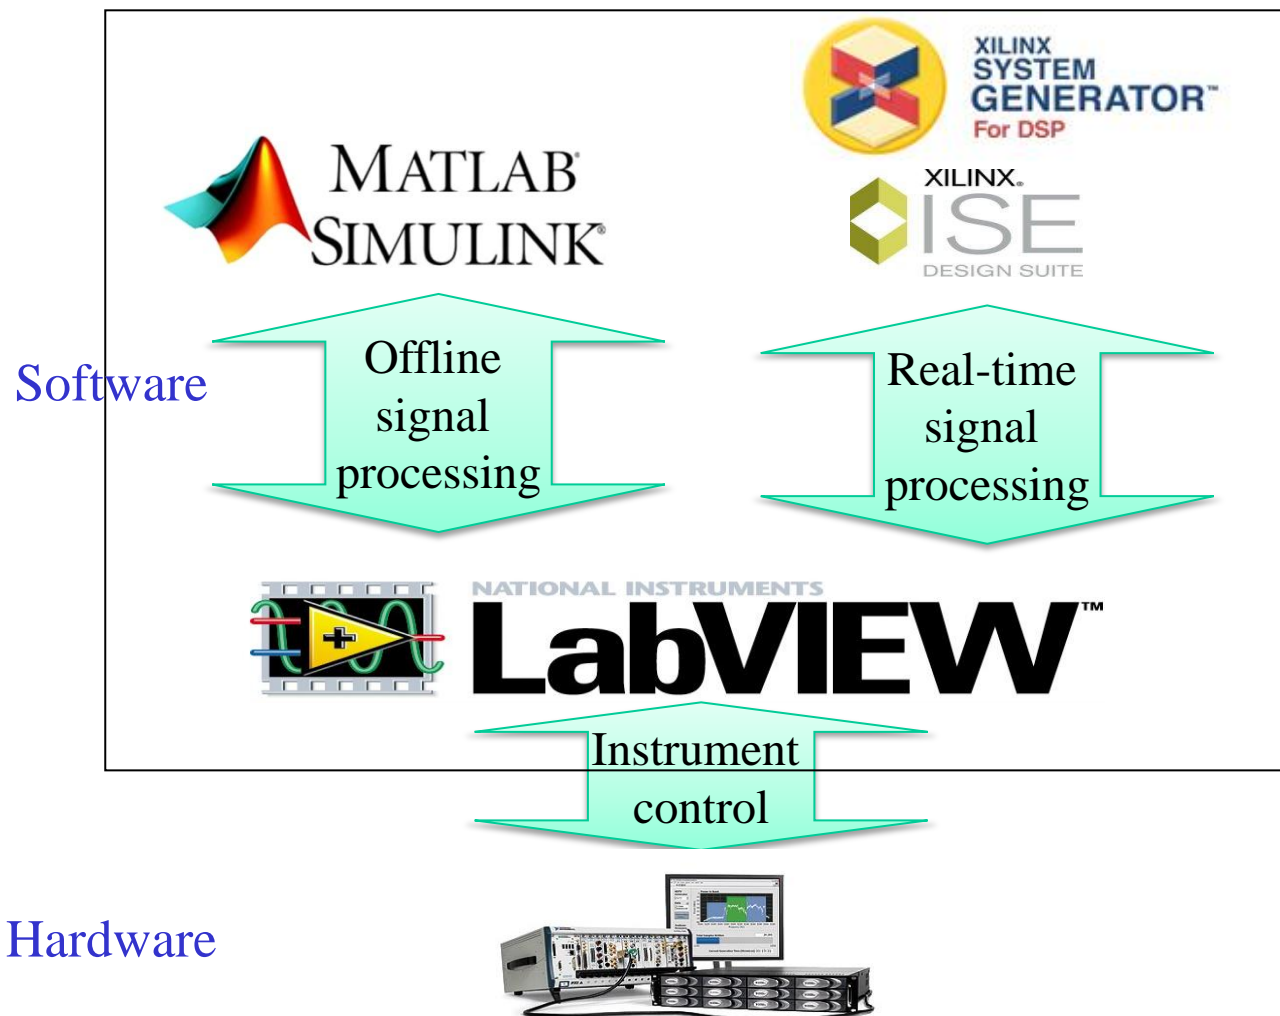 XILINX
SYSTEM
GENERATOR™
For DSP
MATLAB®
SIMULINK®
XILINX®
ISE
DESIGN SUITE
Software
Offline
signal
processing
Real-time
signal
processing
NATIONAL INSTRUMENTS
LabVIEW™
Instrument
control
Hardware